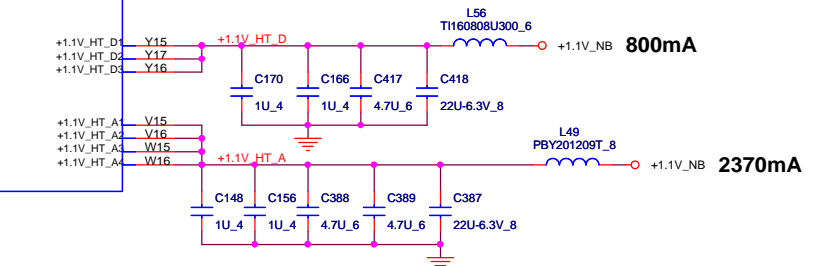 L56
TI160808U300_6
+1.1V_HT_D1 Y15 +1.1V_HT_D +1.1V_NB 800mA
+1.1V_HT_D2 Y17
+1.1V_HT_D3 Y16
C170 C166 C417 C418
1U_4 1U_4 4.7U_6 22U-6.3V_8
+1.1V_HT_A1 V15
+1.1V_HT_A2 V16
L49
+1.1V_HT_A3 W15
PBY201209T_8
+1.1V_HT_A4 W16 +1.1V_HT_A +1.1V_NB 2370mA
C148 C156 C388 C389 C387
1U_4 1U_4 4.7U_6 4.7U_6 22U-6.3V_8